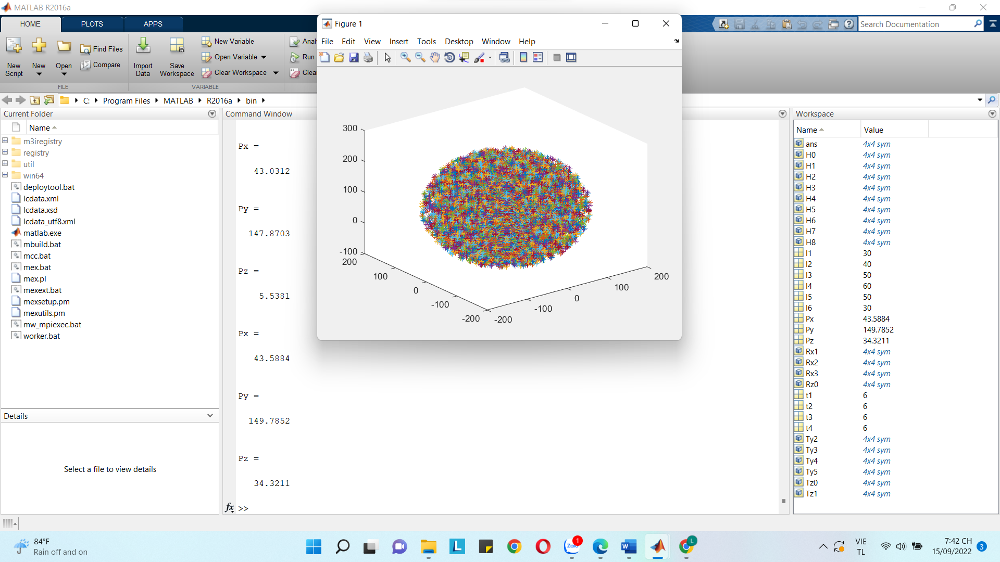 MATLAB R2016a
HOME
PLOTS
APPS
Search Documentation
New Script
New
Open
Find Files
Compare
Import Data
Save Workspace
New Variable
Open Variable
Clear Workspace
Analy
Run
Clea
FILE
VARIABLE
C:
Program Files
MATLAB
R2016a
bin
Current Folder
Name
m3iregistry
registry
util
win64
deploytool.bat
lcdata.xml
lcdata.xsd
lcdata_utf8.xml
matlab.exe
mbuild.bat
mcc.bat
mex.bat
mex.pl
mexext.bat
mexsetup.pm
mexutils.pm
mw_mpiexec.bat
worker.bat
Details
Select a file to view details
Command Window
Px =
43.0312
Py =
147.8703
Pz =
5.5381
Px =
43.5884
Py =
149.7852
Pz =
34.3211
fx >>
Figure 1
File Edit View Insert Tools Desktop Window Help
300
200
100
0
-100
200
100
0
-100
-200
-200
-100
0
100
200
Workspace
Name Value
ans 4x4 sym
H0 4x4 sym
H1 4x4 sym
H2 4x4 sym
H3 4x4 sym
H4 4x4 sym
H5 4x4 sym
H6 4x4 sym
H7 4x4 sym
H8 4x4 sym
l1 30
l2 40
l3 50
l4 60
l5 50
l6 30
Px 43.5884
Py 149.7852
Pz 34.3211
Rx1 4x4 sym
Rx2 4x4 sym
Rx3 4x4 sym
Rz0 4x4 sym
t1 6
t2 6
t3 6
t4 6
Ty2 4x4 sym
Ty3 4x4 sym
Ty4 4x4 sym
Ty5 4x4 sym
Tz0 4x4 sym
Tz1 4x4 sym
84°F
Rain off and on
L
Zalo
1
W
L
VIE
TL
7:42 CH
15/09/2022
3